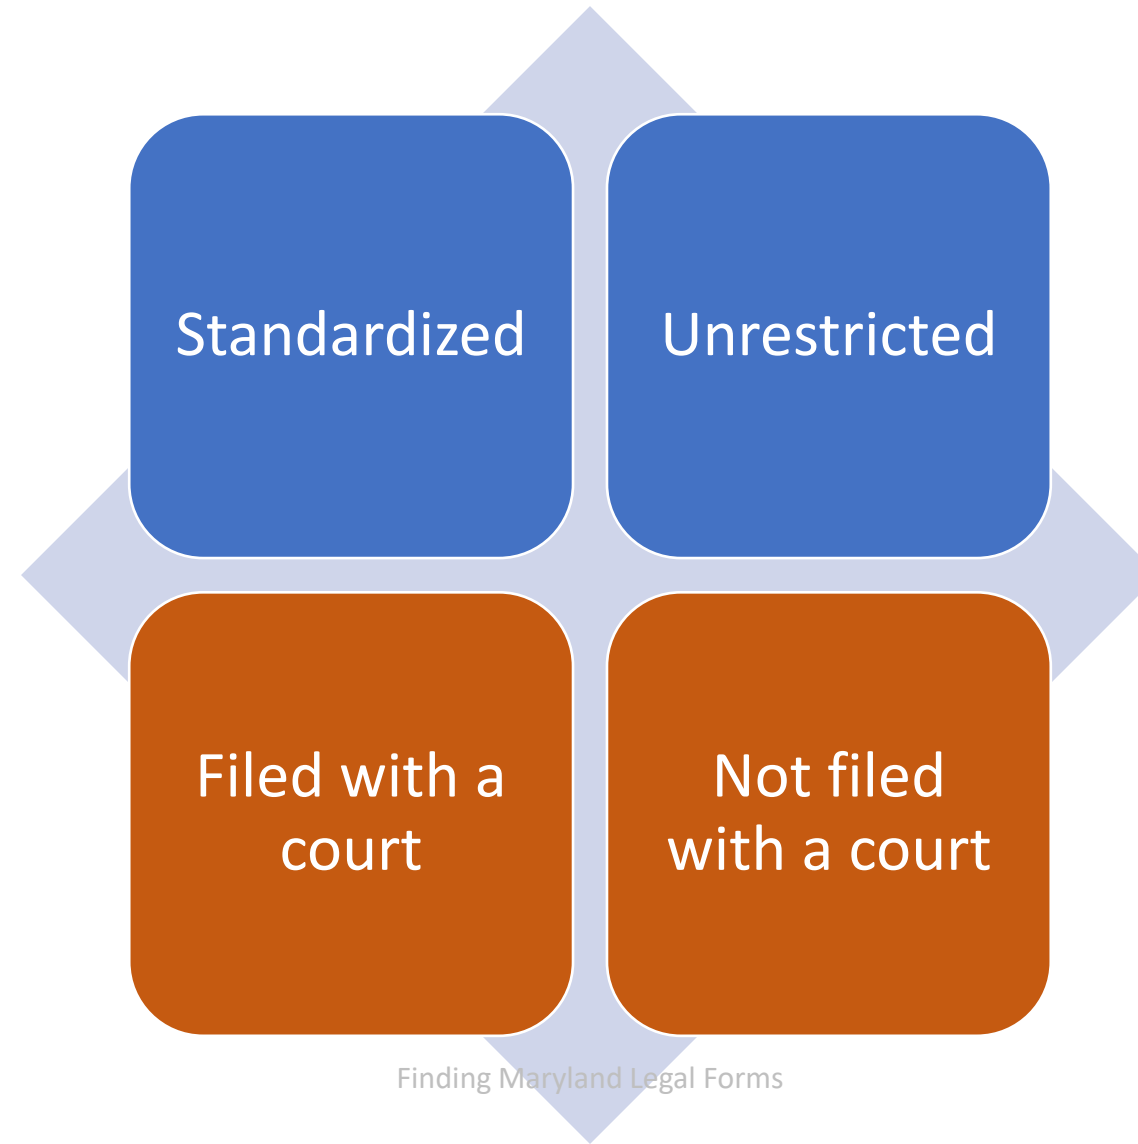 Standardized
Unrestricted
Filed with a
court
Not filed
with a court
Finding Maryland Legal Forms